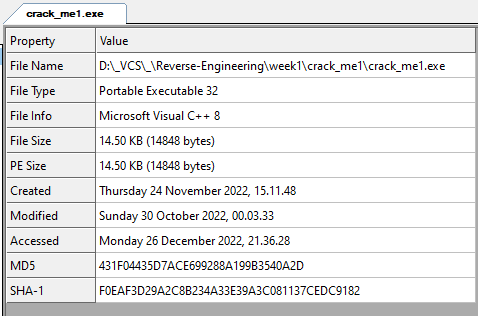 crack_me1.exe
Property Value
File Name D:\_VCS\_\Reverse-Engineering\week1\crack_me1\crack_me1.exe
File Type Portable Executable 32
File Info Microsoft Visual C++ 8
File Size 14.50 KB (14848 bytes)
PE Size 14.50 KB (14848 bytes)
Created Thursday 24 November 2022, 15.11.48
Modified Sunday 30 October 2022, 00.03.33
Accessed Monday 26 December 2022, 21.36.28
MD5 431F04435D7ACE699288A199B3540A2D
SHA-1 F0EAF3D29A2C8B234A33E39A3C081137CEDC9182